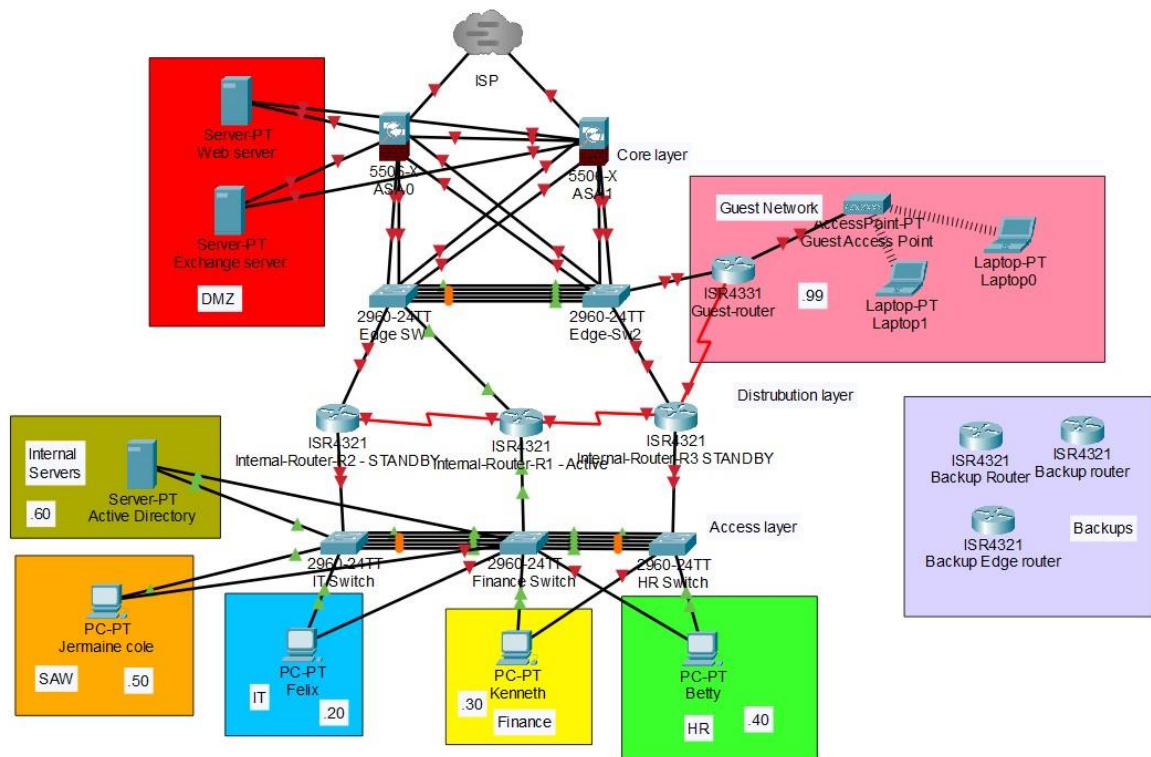 ISP
Server-PT
Web server
5506-X
ASA0
5506-X
ASA1
Core layer
Server-PT
Exchange server
DMZ
Guest Network
AccessPoint-PT
Guest Access Point
Laptop-PT
Laptop0
Laptop-PT
Laptop1
ISR4331
Guest-router
.99
2960-24TT
Edge SW
2960-24TT
Edge-Sw2
Distrubution layer
ISR4321
Internal-Router-R2 - STANDBY
ISR4321
Internal-Router-R1 - Active
ISR4321
Internal-Router-R3 STANDBY
ISR4321
Backup Router
ISR4321
Backup router
ISR4321
Backup Edge router
Backups
Internal
Servers
.60
Server-PT
Active Directory
Access layer
2960-24TT
IT Switch
2960-24TT
Finance Switch
2960-24TT
HR Switch
PC-PT
Jermaine cole
SAW
.50
PC-PT
Felix
IT
.20
PC-PT
Kenneth
.30
Finance
PC-PT
Betty
HR
.40